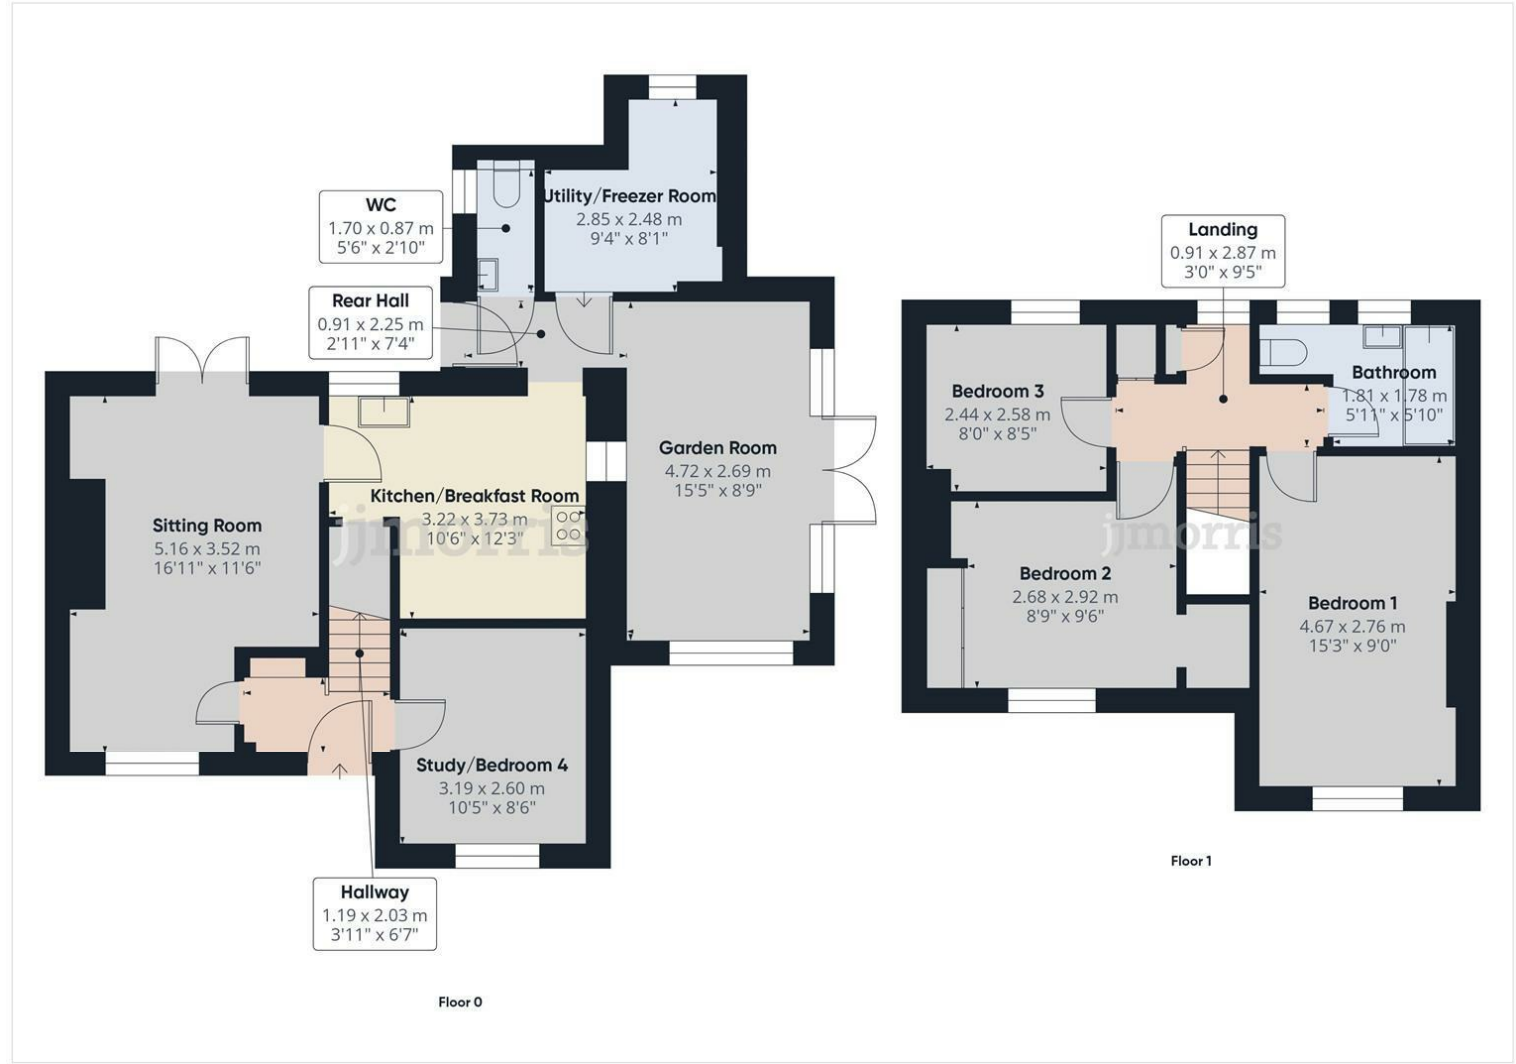 WC
1.70 x 0.87 m
5'6" x 2'10"
Utility/Freezer Room
2.85 x 2.48 m
9'4" x 8'1"
Rear Hall
0.91 x 2.25 m
2'11" x 7'4"
Sitting Room
5.16 x 3.52 m
16'11" x 11'6"
Kitchen/Breakfast Room
3.22 x 3.73 m
10'6" x 12'3"
jjmorris
Garden Room
4.72 x 2.69 m
15'5" x 8'9"
Study/Bedroom 4
3.19 x 2.60 m
10'5" x 8'6"
Hallway
1.19 x 2.03 m
3'11" x 6'7"
Floor 0
Landing
0.91 x 2.87 m
3'0" x 9'5"
Bedroom 3
2.44 x 2.58 m
8'0" x 8'5"
Bathroom
1.81 x 1.78 m
5'11" x 5'10"
jjmorris
Bedroom 2
2.68 x 2.92 m
8'9" x 9'6"
Bedroom 1
4.67 x 2.76 m
15'3" x 9'0"
Floor 1